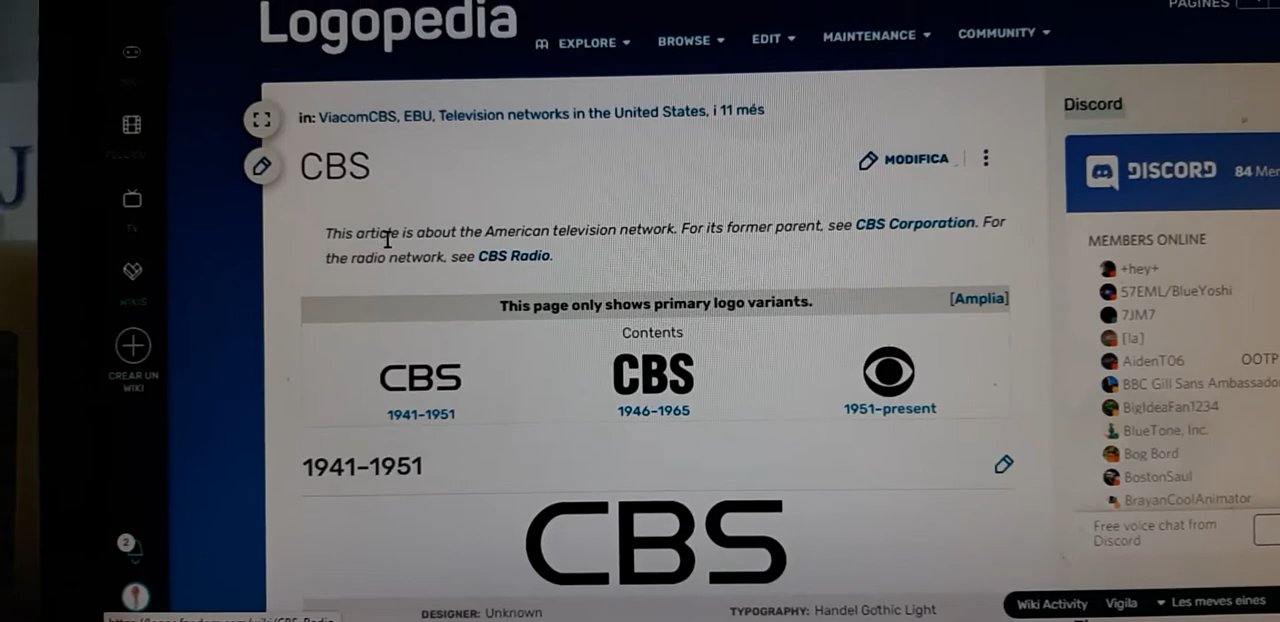 Logopedia
PÀGINES
EXPLORE
BROWSE
EDIT
MAINTENANCE
COMMUNITY
in: ViacomCBS, EBU, Television networks in the United States, i 11 més
CBS
MODIFICA
This article is about the American television network. For its former parent, see CBS Corporation. For
the radio network, see CBS Radio.
This page only shows primary logo variants.
[Amplia]
Contents
CBS
CBS
1941–1951
1946–1965
1951–present
1941–1951
CBS
DESIGNER: Unknown
TYPOGRAPHY: Handel Gothic Light
TV
WIKIS
CREAR UN
WIKI
2
Discord
DISCORD
84
MEMBERS ONLINE
+hey+
57EML/BlueYoshi
7JM7
[la]
AidenT06
OOTP
BBC Gill Sans
BigIdeaFan1234
BlueTone, Inc.
Bog Bord
BostonSaul
BrayanCoolAnimator
Free voice chat from
Discord
Wiki Activity
Vigila
Les meves eines